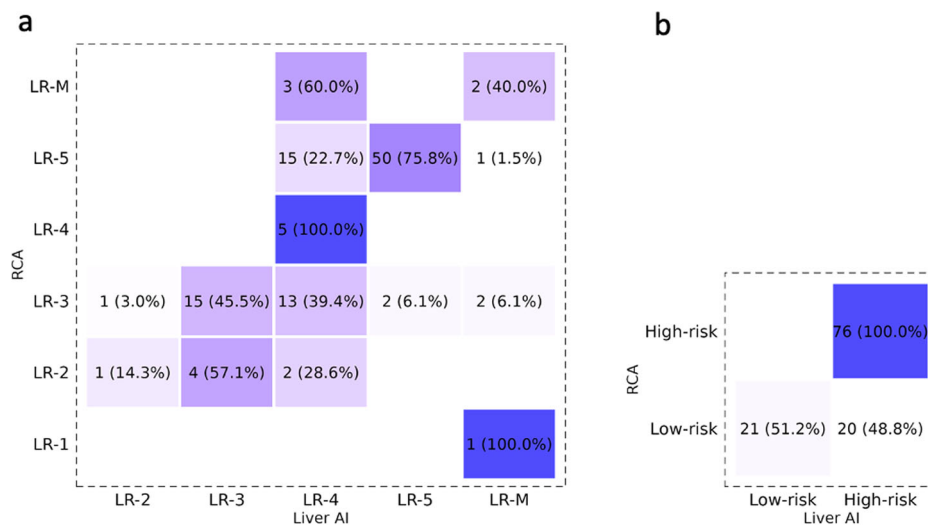 a
LR-M
3 (60.0%)
2 (40.0%)
LR-5
15 (22.7%)
50 (75.8%)
1 (1.5%)
LR-4
5 (100.0%)
RCA
LR-3
1 (3.0%)
15 (45.5%)
13 (39.4%)
2 (6.1%)
2 (6.1%)
LR-2
1 (14.3%)
4 (57.1%)
2 (28.6%)
LR-1
1 (100.0%)
LR-2
LR-3
LR-4
LR-5
LR-M
Liver AI
b
High-risk
76 (100.0%)
RCA
Low-risk
21 (51.2%)
20 (48.8%)
Low-risk
High-risk
Liver AI